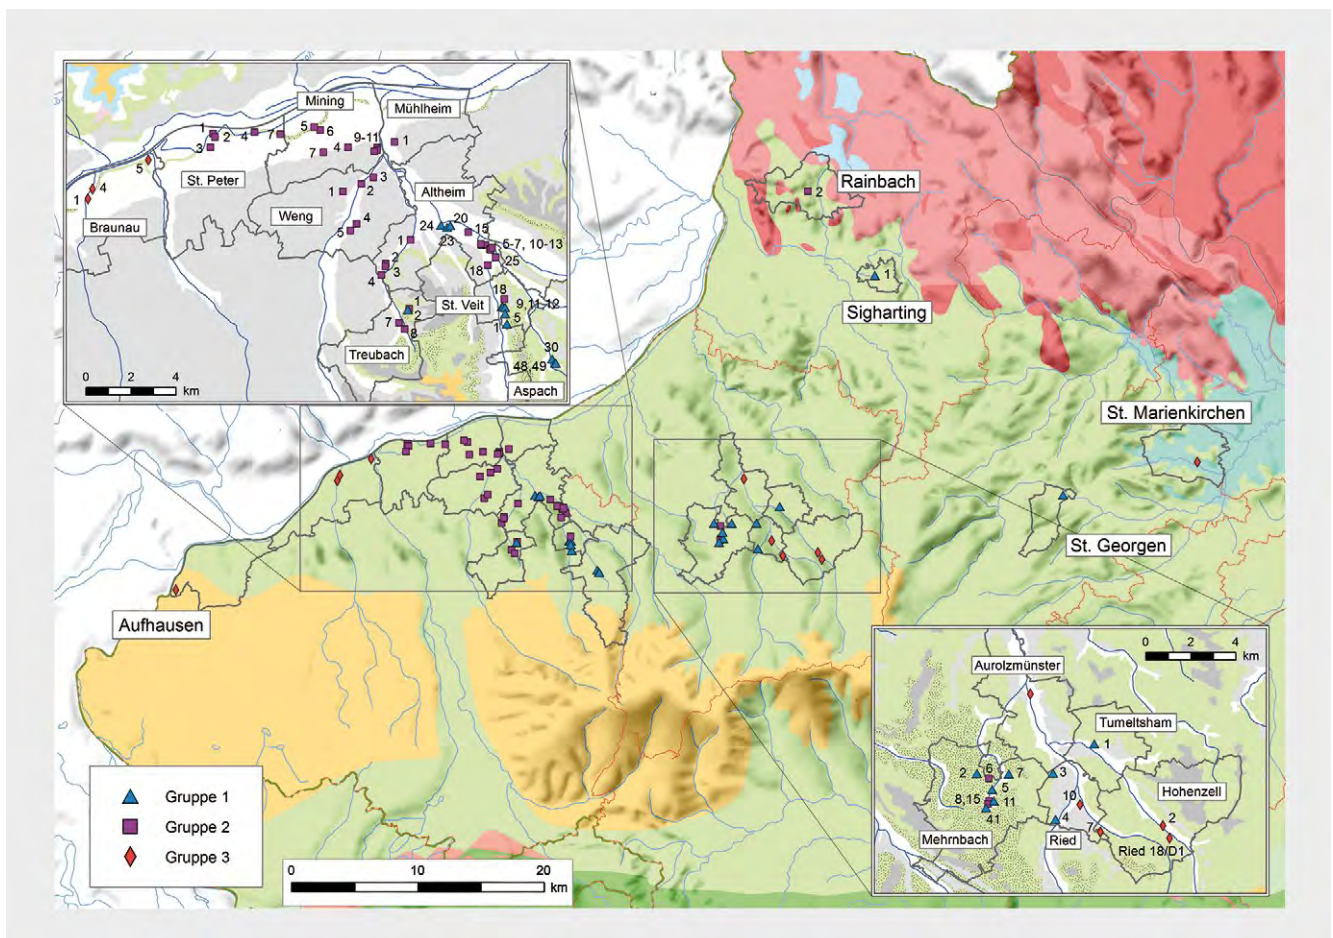 Mining
Mühlheim
1 2 4 7 5 6
3
7 4 9-11 1
5
St. Peter
4
1
Braunau
1 2 3
Weng
Altheim
4
5
24 20
23
15
5-7, 10-13
25
18
1
2
3
4
St. Veit
18
9, 11-12
5
1
1
2
7
8
Treubach
30
48, 49
Aspach
0 2 4
km
Rainbach
2
1
Sigharting
St. Marienkirchen
St. Georgen
Aufhausen
Gruppe 1
Gruppe 2
Gruppe 3
0 10 20
km
0 2 4
km
Aurolzmünster
Tumeltsham
1
2 6 7 3
5
8, 15 11
41
10
4
7
Hohenzell
2
Mehrnbach
Ried
Ried 18/D1